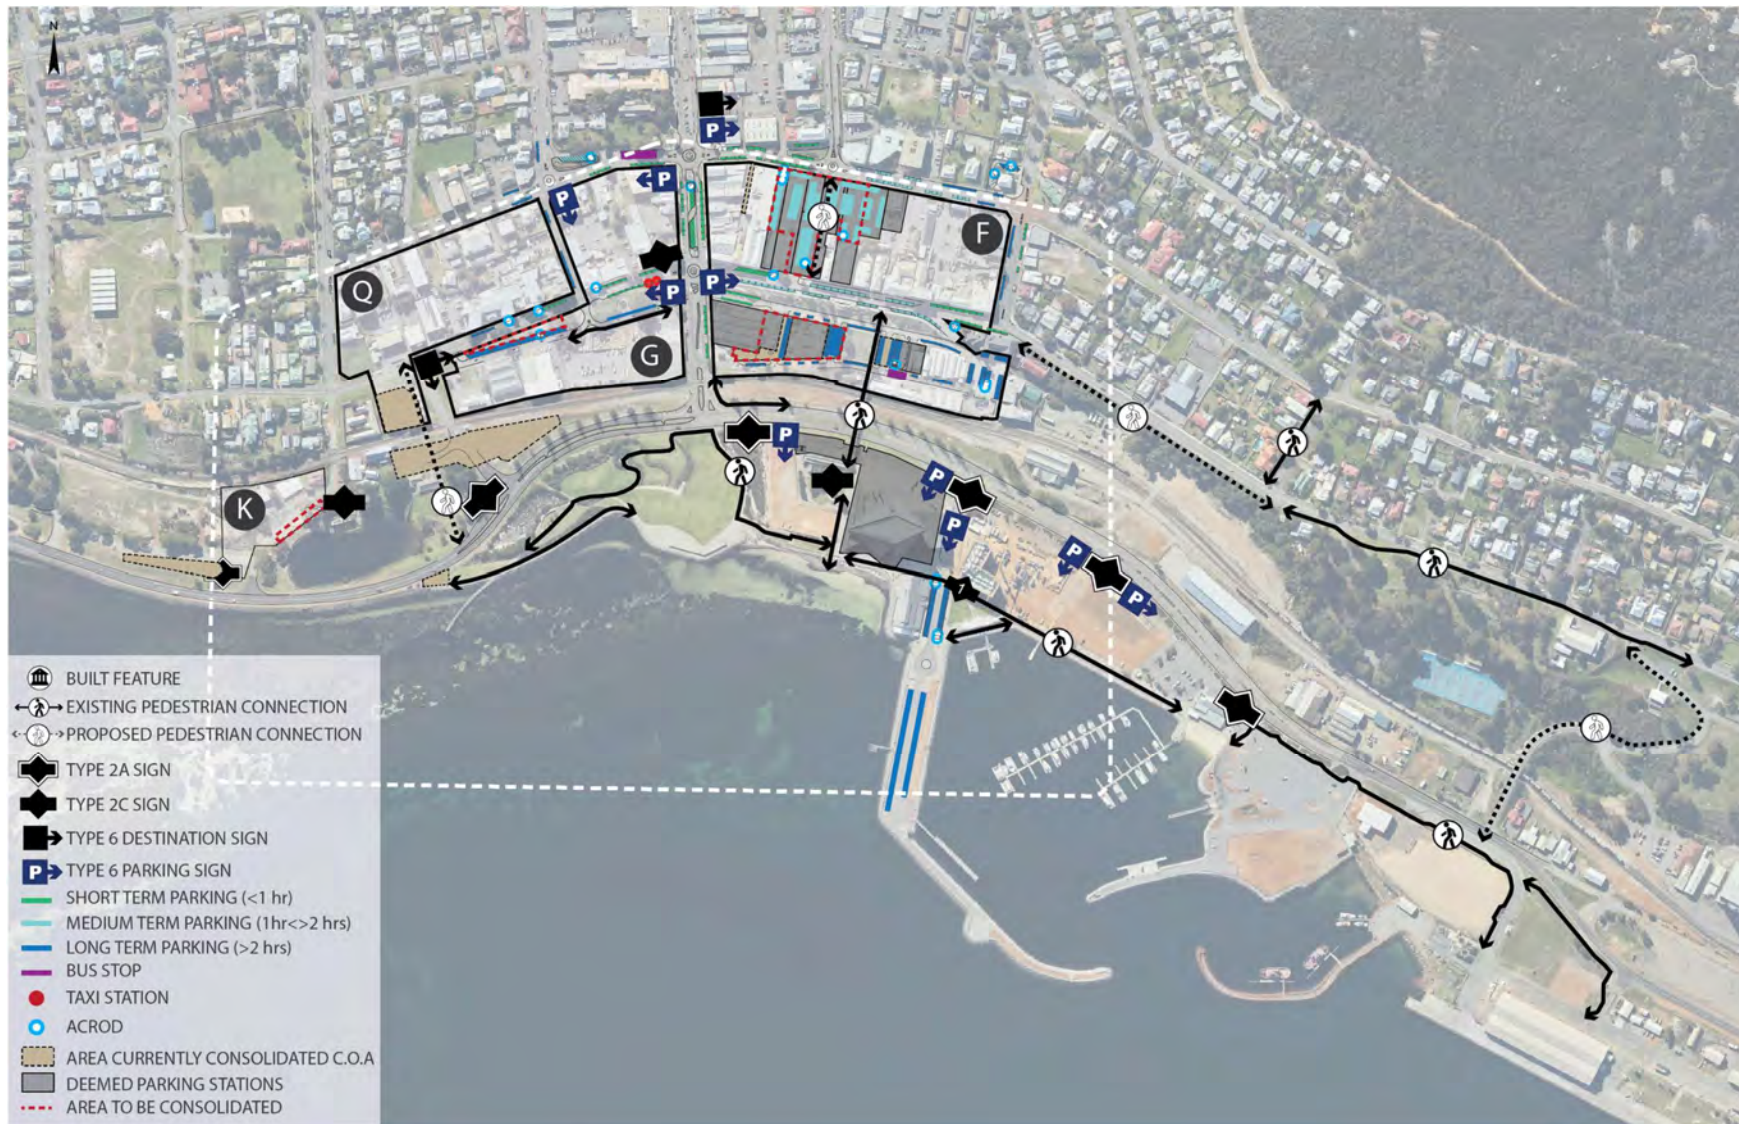 N
P
P
P
P
P
P
Q
G
F
K
P
P
P
P
P
BUILT FEATURE
EXISTING PEDESTRIAN CONNECTION
PROPOSED PEDESTRIAN CONNECTION
TYPE 2A SIGN
TYPE 2C SIGN
TYPE 6 DESTINATION SIGN
P TYPE 6 PARKING SIGN
SHORT TERM PARKING (<1 hr)
MEDIUM TERM PARKING (1hr<>2 hrs)
LONG TERM PARKING (>2 hrs)
BUS STOP
TAXI STATION
ACROD
AREA CURRENTLY CONSOLIDATED C.O.A
DEEMED PARKING STATIONS
AREA TO BE CONSOLIDATED